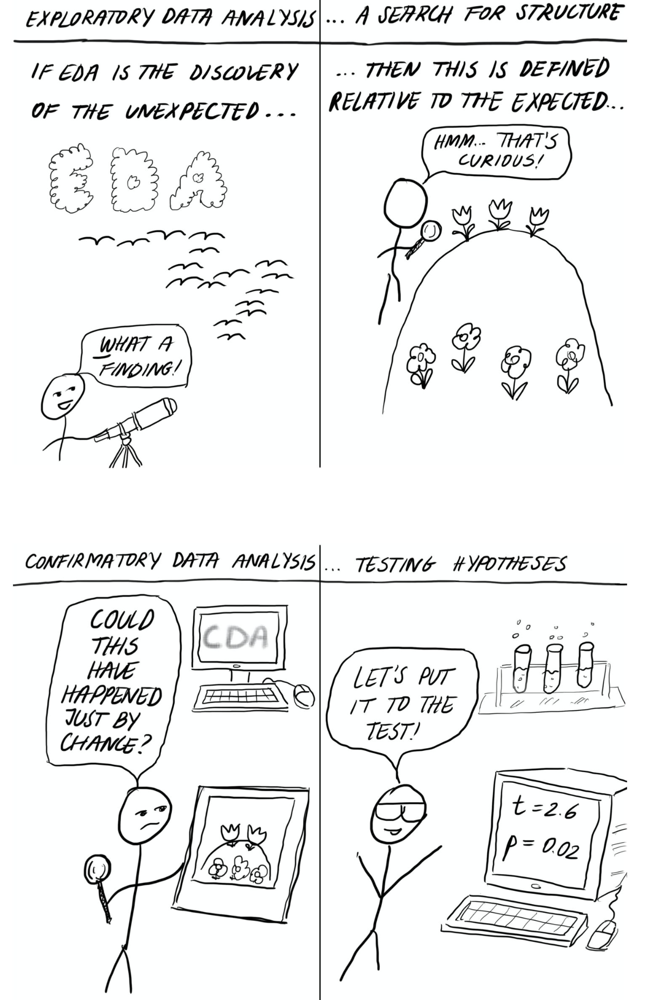 EXPLORATORY DATA ANALYSIS
... A SEARCH FOR STRUCTURE
IF EDA IS THE DISCOVERY
OF THE UNEXPECTED...
EDA
WHAT A
FINDING!
... THEN THIS IS DEFINED
RELATIVE TO THE EXPECTED...
HMM... THAT'S
CURIOUS!
CONFIRMATORY DATA ANALYSIS
... TESTING HYPOTHESES
COULD
THIS
HAVE
HAPPENED
JUST BY
CHANCE?
CDA
LET'S PUT
IT TO THE
TEST!
t = 2.6
p = 0.02